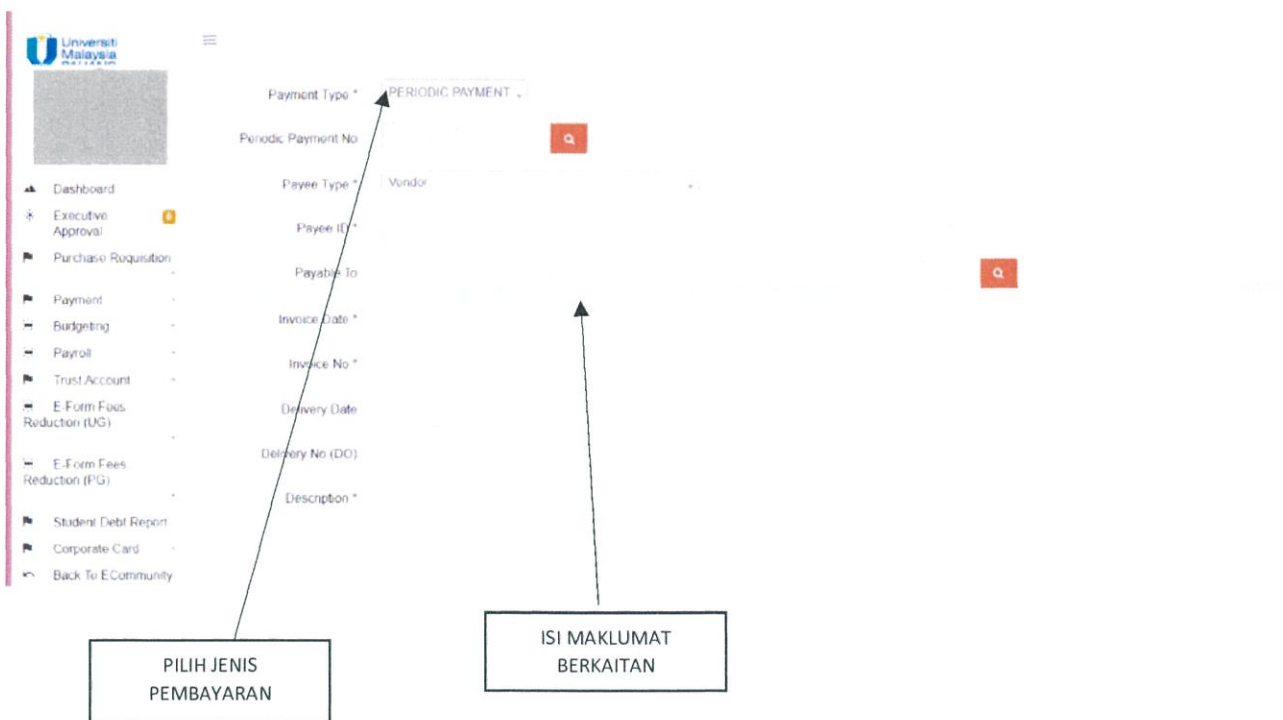 Universiti
Malaysia
PAHANG
Payment Type *
PERIODIC PAYMENT
Periodic Payment No
Payee Type *
Vendor
Payee ID *
Payable To
Invoice Date *
Invoice No *
Delivery Date
Delivery No (DO)
Description *
Dashboard
Executive
Approval
Purchase Requisition
Payment
Budgeting
Payroll
Trust Account
E-Form Fees
Reduction (UG)
E-Form Fees
Reduction (PG)
Student Debt Report
Corporate Card
Back To ECommunity
PILIH JENIS
PEMBAYARAN
ISI MAKLUMAT
BERKAITAN